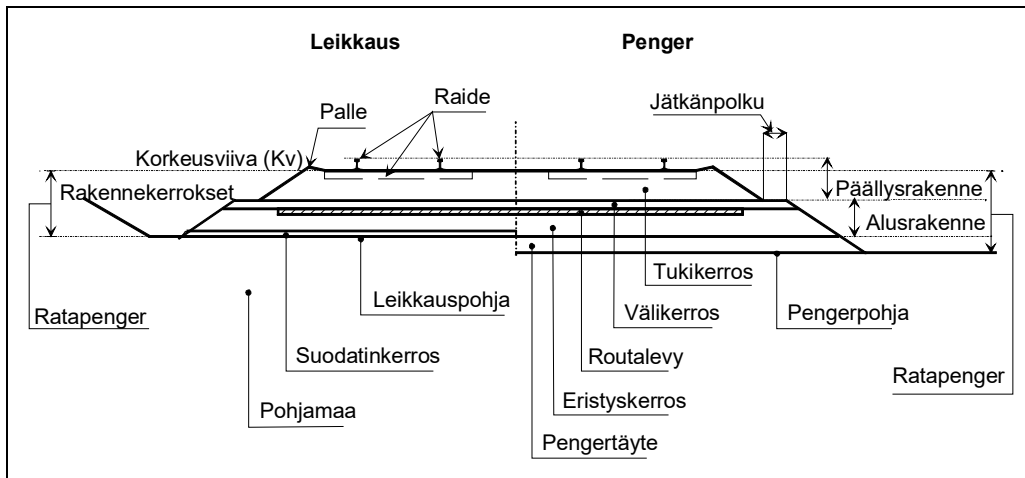 Leikkaus
Penger
Palle
Raide
Jätkänpolku
Korkeusviiva (Kv)
Rakennekerrokset
Päällysrakenne
Alusrakenne
Tukikerros
Leikkauspohja
Välikerros
Pengerpohja
Ratapenger
Suodatinkerros
Routalevy
Ratapenger
Eristyskerros
Pohjamaa
Pengertäyte